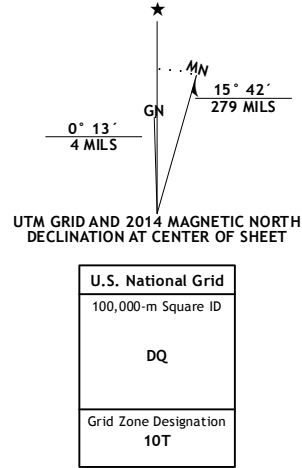 ★
MN
GN
15° 42´
279 MILS
0° 13´
4 MILS
UTM GRID AND 2014 MAGNETIC NORTH
DECLINATION AT CENTER OF SHEET
U.S. National Grid
100,000-m Square ID
DQ
Grid Zone Designation
10T